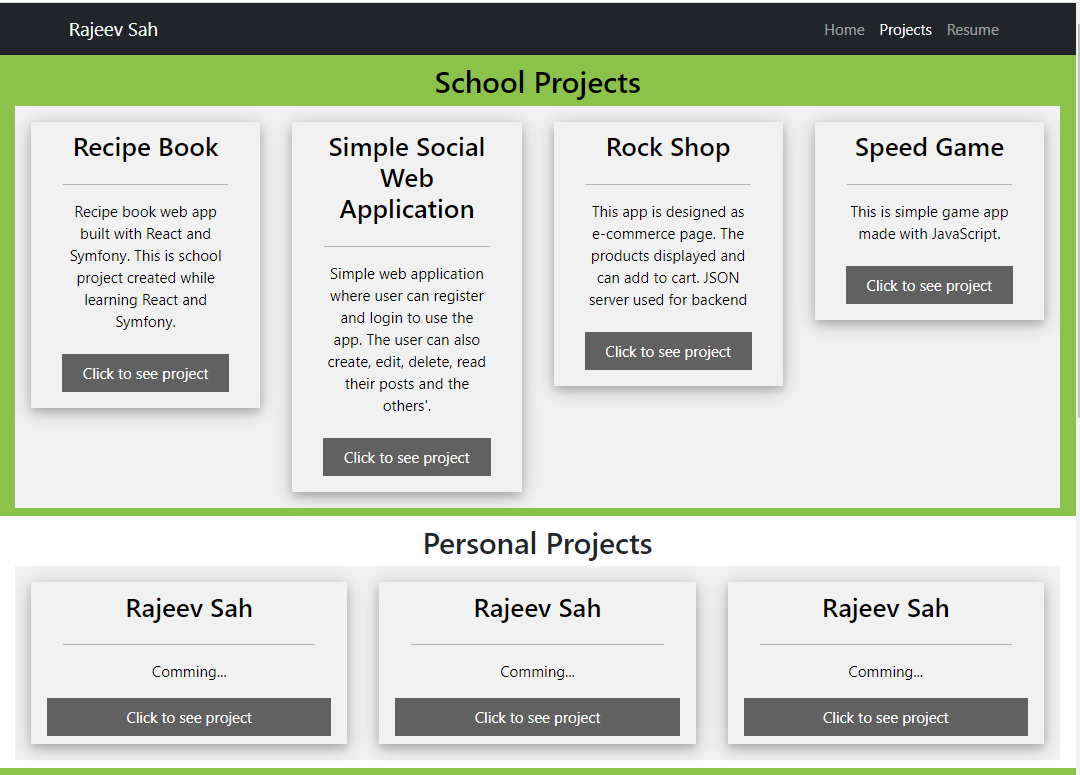 Rajeev Sah
Home Projects Resume
School Projects
Recipe Book
Recipe book web app
built with React and
Symfony. This is school
project created while
learning React and
Symfony.
Click to see project
Simple Social
Web
Application
Simple web application
where user can register
and login to use the
app. The user can also
create, edit, delete, read
their posts and the
others'.
Click to see project
Rock Shop
This app is designed as
e-commerce page. The
products displayed and
can add to cart. JSON
server used for backend
Click to see project
Speed Game
This is simple game app
made with JavaScript.
Click to see project
Personal Projects
Rajeev Sah
Comming...
Click to see project
Rajeev Sah
Comming...
Click to see project
Rajeev Sah
Comming...
Click to see project